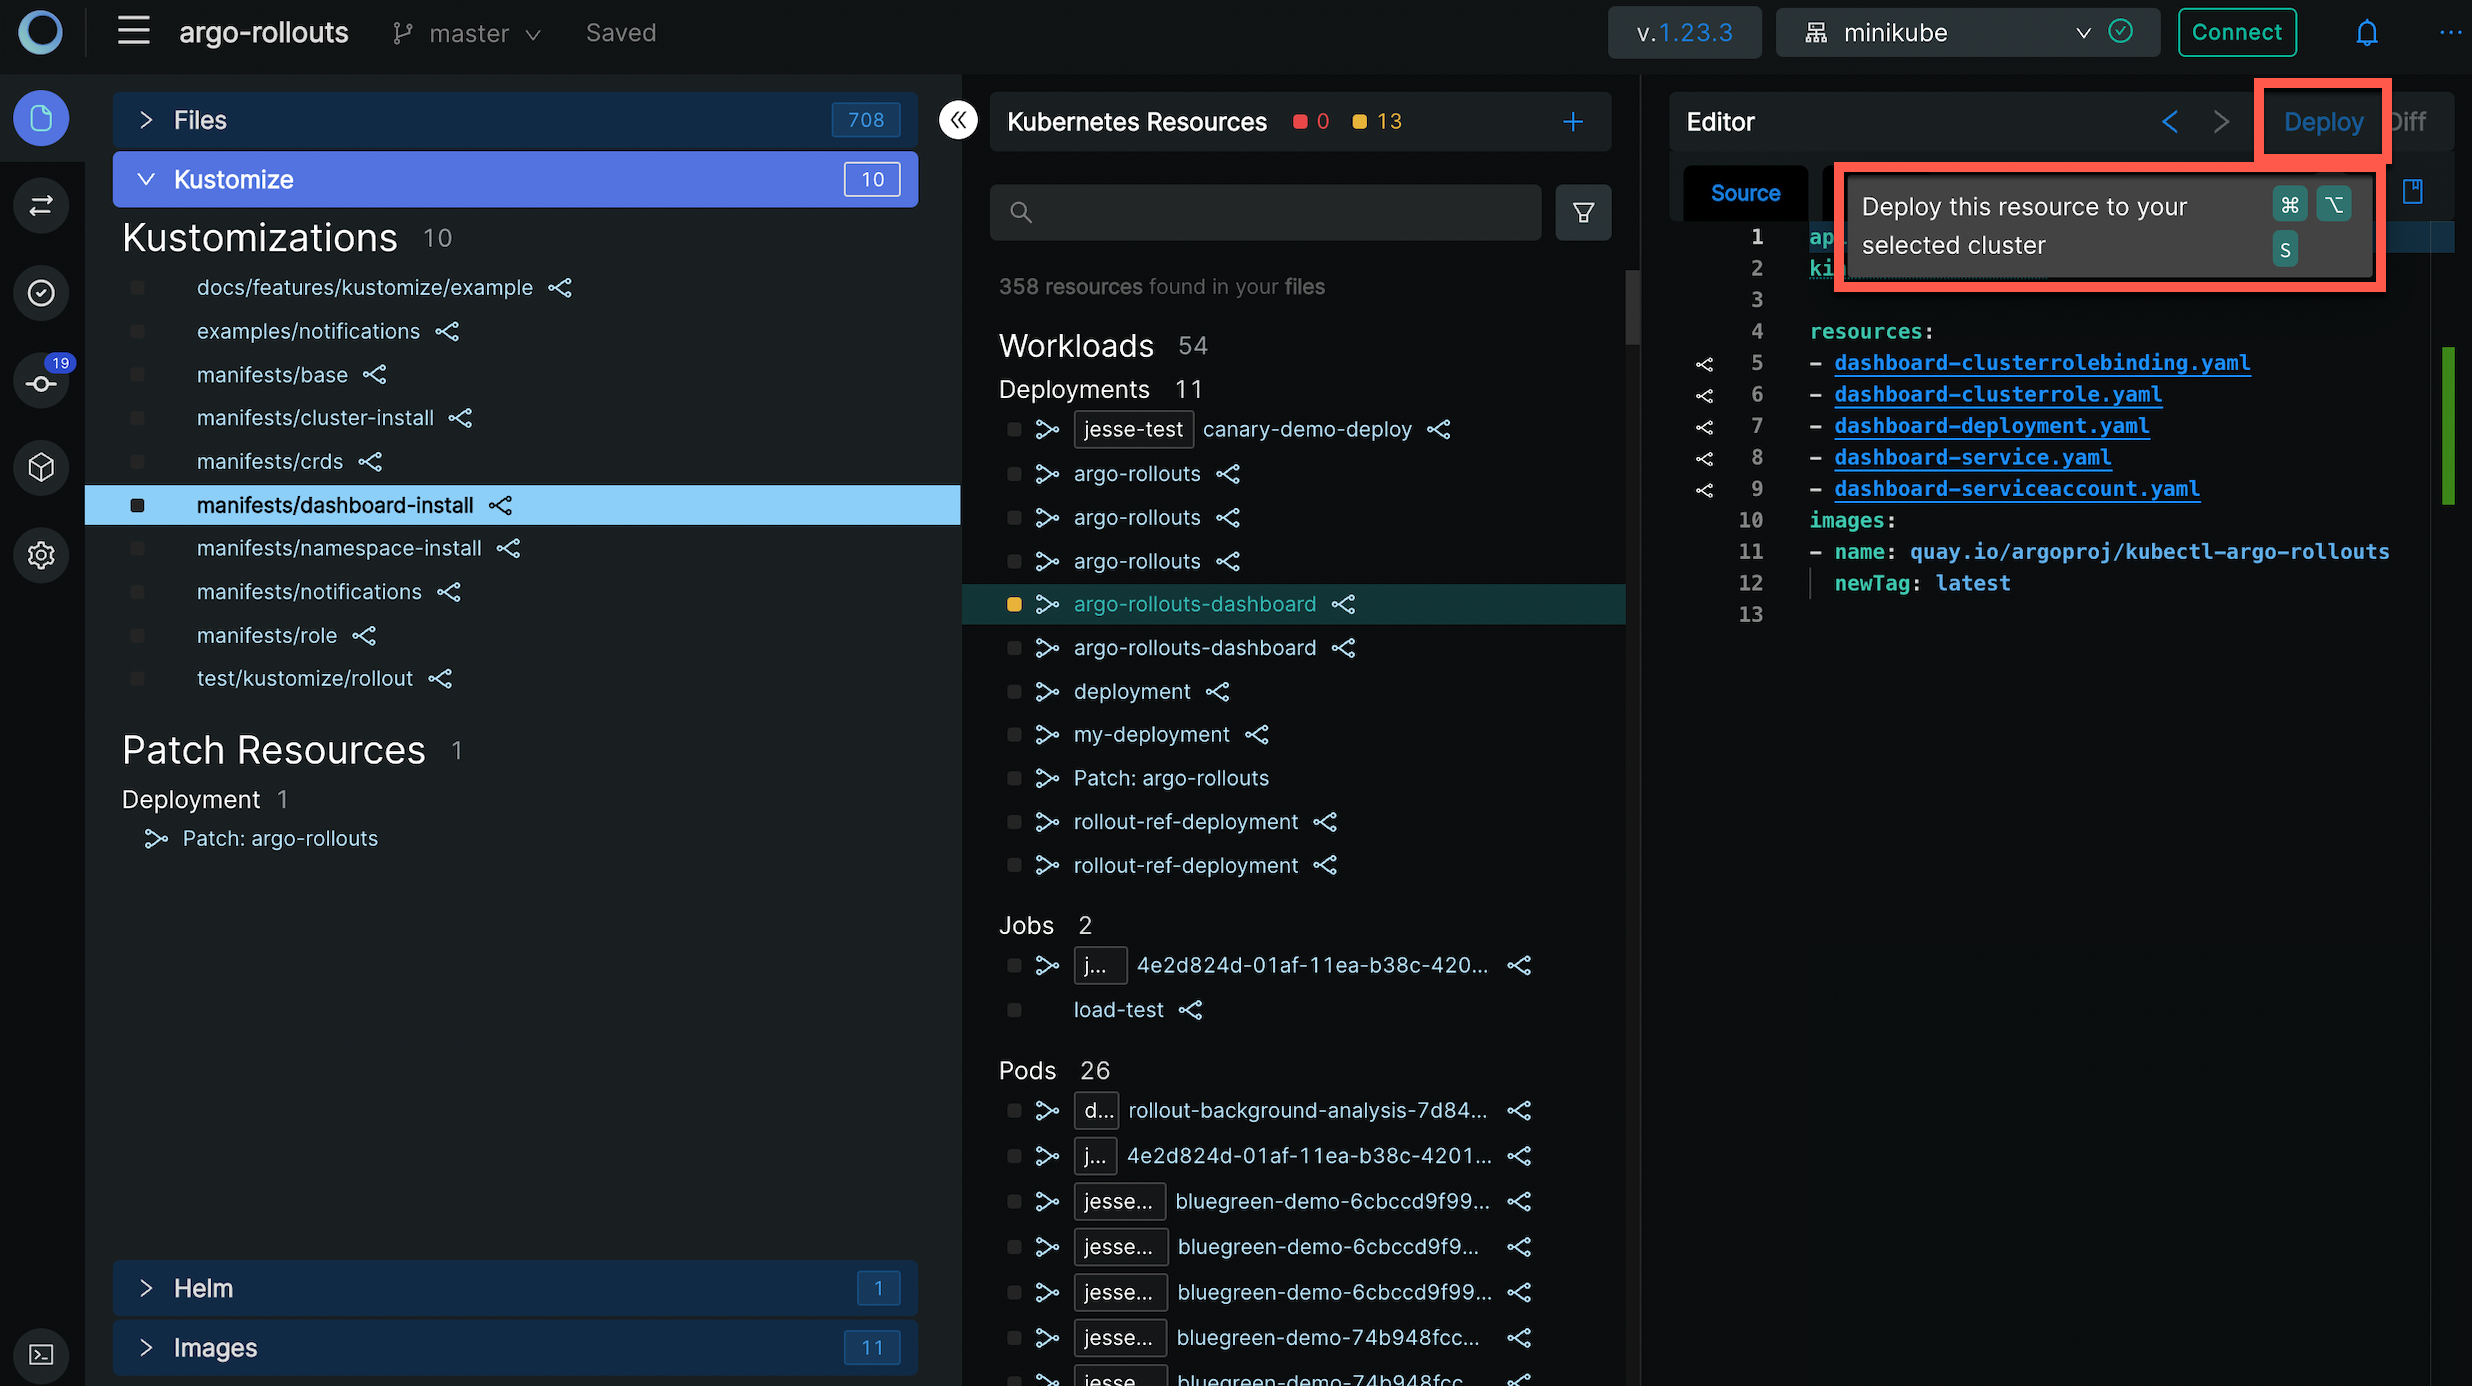 argo-rollouts master Saved v.1.23.3 minikube Connect
Files 708
Kustomize 10
Kustomizations 10
docs/features/kustomize/example
examples/notifications
manifests/base
manifests/cluster-install
manifests/crds
manifests/dashboard-install
manifests/namespace-install
manifests/notifications
manifests/role
test/kustomize/rollout
Patch Resources 1
Deployment 1
Patch: argo-rollouts
Helm 1
Images 11
19
Kubernetes Resources 0 13
358 resources found in your files
Workloads 54
Deployments 11
jesse-test canary-demo-deploy
argo-rollouts
argo-rollouts
argo-rollouts
argo-rollouts-dashboard
argo-rollouts-dashboard
deployment
my-deployment
Patch: argo-rollouts
rollout-ref-deployment
rollout-ref-deployment
Jobs 2
j... 4e2d824d-01af-11ea-b38c-420...
load-test
Pods 26
d... rollout-background-analysis-7d84...
j... 4e2d824d-01af-11ea-b38c-4201...
jesse... bluegreen-demo-6cbccd9f99...
jesse... bluegreen-demo-6cbccd9f9...
jesse... bluegreen-demo-6cbccd9f99...
jesse... bluegreen-demo-74b948fcc...
jesse... bluegreen-demo-74b948fcc...
Editor Deploy Diff
Source
Deploy this resource to your ⌘ ⌥
selected cluster S
1 ap
2 ki
3
4 resources:
5 - dashboard-clusterrolebinding.yaml
6 - dashboard-clusterrole.yaml
7 - dashboard-deployment.yaml
8 - dashboard-service.yaml
9 - dashboard-serviceaccount.yaml
10 images:
11 - name: quay.io/argoproj/kubectl-argo-rollouts
12 newTag: latest
13